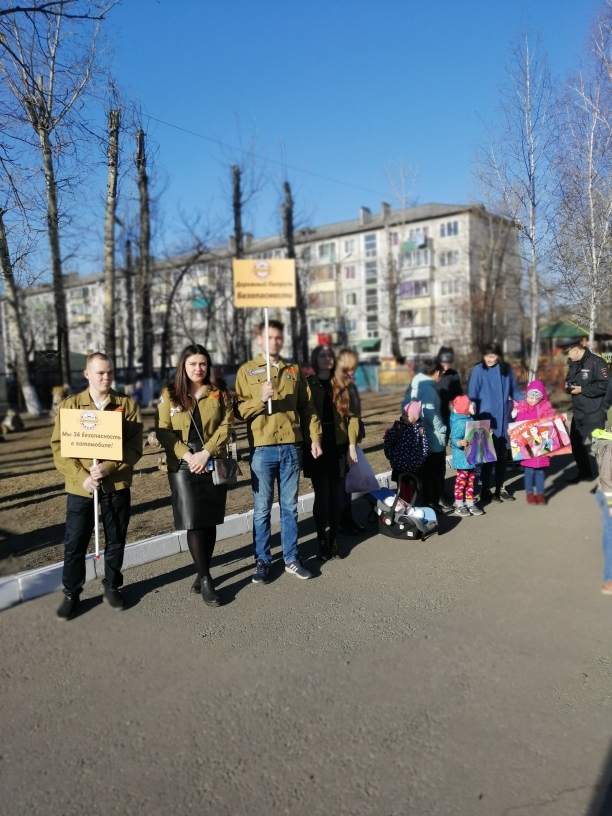 Дорожный Патруль
Безопасности
Мы ЗА безопасность
в автомобиле!